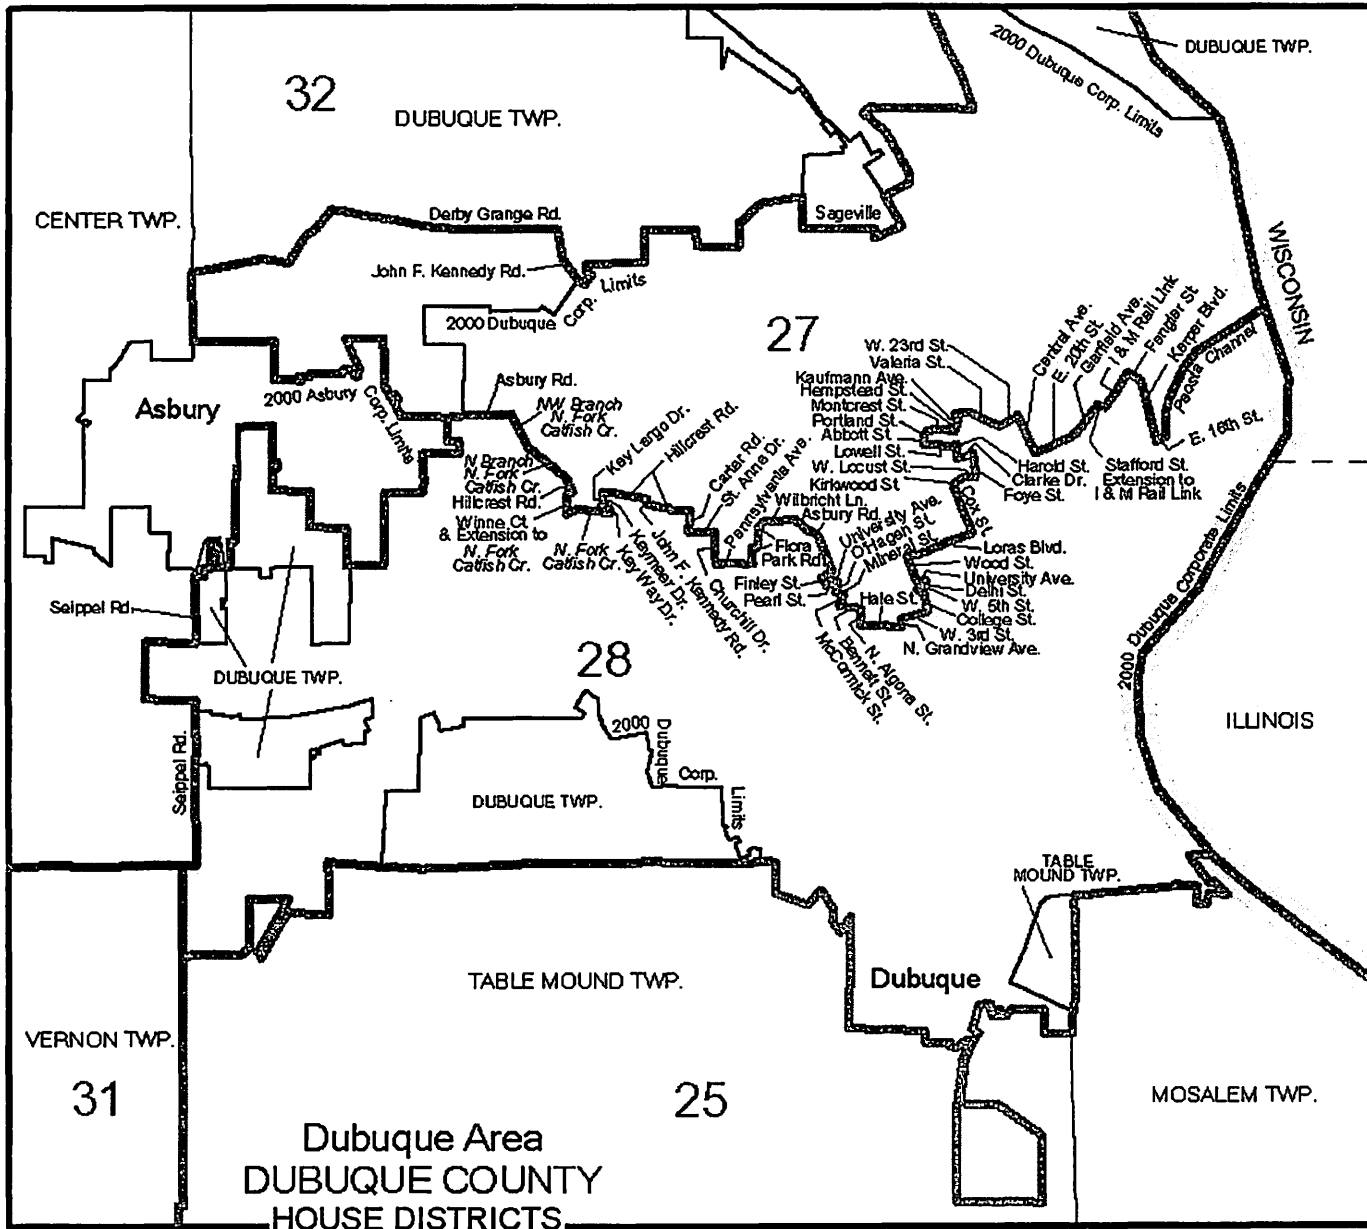 32
DUBUQUE TWP.
2000 Dubuque Corp. Limits
DUBUQUE TWP.
CENTER TWP.
Derby Grange Rd.
Sageville
WISCONSIN
John F. Kennedy Rd.
2000 Dubuque
Corp. Limits
27
W. 23rd St.
Valeria St.
Kaufmann Ave.
Hempstead St.
Montcrest St.
Portland St.
Abbott St.
Lowell St.
W. Locust St.
Kirkwood St.
Central Ave.
E. 20th St.
Garfield Ave.
I & M Rail Link
Fengler St.
Kerper Blvd.
Peosta Channel
E. 16th St.
Harold St.
Clarke Dr.
Foye St.
Stafford St.
Extension to
I & M Rail Link
Asbury
2000 Asbury
Corp. Limits
Asbury Rd.
NW Branch
N. Fork
Catfish Cr.
N Branch
N. Fork
Catfish Cr.
Hillcrest Rd.
Winne Ct.
& Extension to
N. Fork
Catfish Cr.
N. Fork
Catfish Cr.
Key Largo Dr.
Hillcrest Rd.
Carter Rd.
St. Anne Dr.
Pennsylvania Ave.
Wilbricht Ln.
Asbury Rd.
Flora
Park Rd.
University Ave.
O'Hagen St.
Mineral St.
Finley St.
Pearl St.
Hale St.
Cox St.
Loras Blvd.
Wood St.
University Ave.
Delhi St.
W. 5th St.
College St.
W. 3rd St.
N. Grandview Ave.
Keymeer Dr.
Key Way Dr.
John F. Kennedy Rd.
Churchill Dr.
N. Algona St.
Bennett St.
McCormick St.
2000 Dubuque Corporate Limits
Seippel Rd.
DUBUQUE TWP.
28
ILLINOIS
Seippel Rd.
2000
Dubuque
Corp.
Limits
DUBUQUE TWP.
TABLE
MOUND TWP.
TABLE MOUND TWP.
Dubuque
VERNON TWP.
31
25
MOSALEM TWP.
Dubuque Area
DUBUQUE COUNTY
HOUSE DISTRICTS